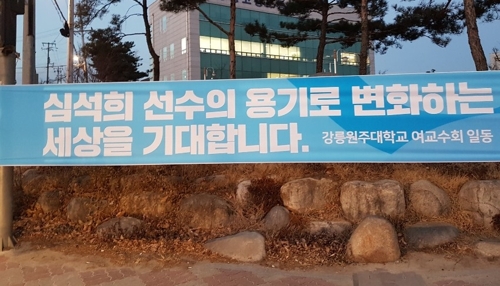 심석희 선수의 용기로 변화하는
세상을 기대합니다. 강릉원주대학교 여교수회 일동